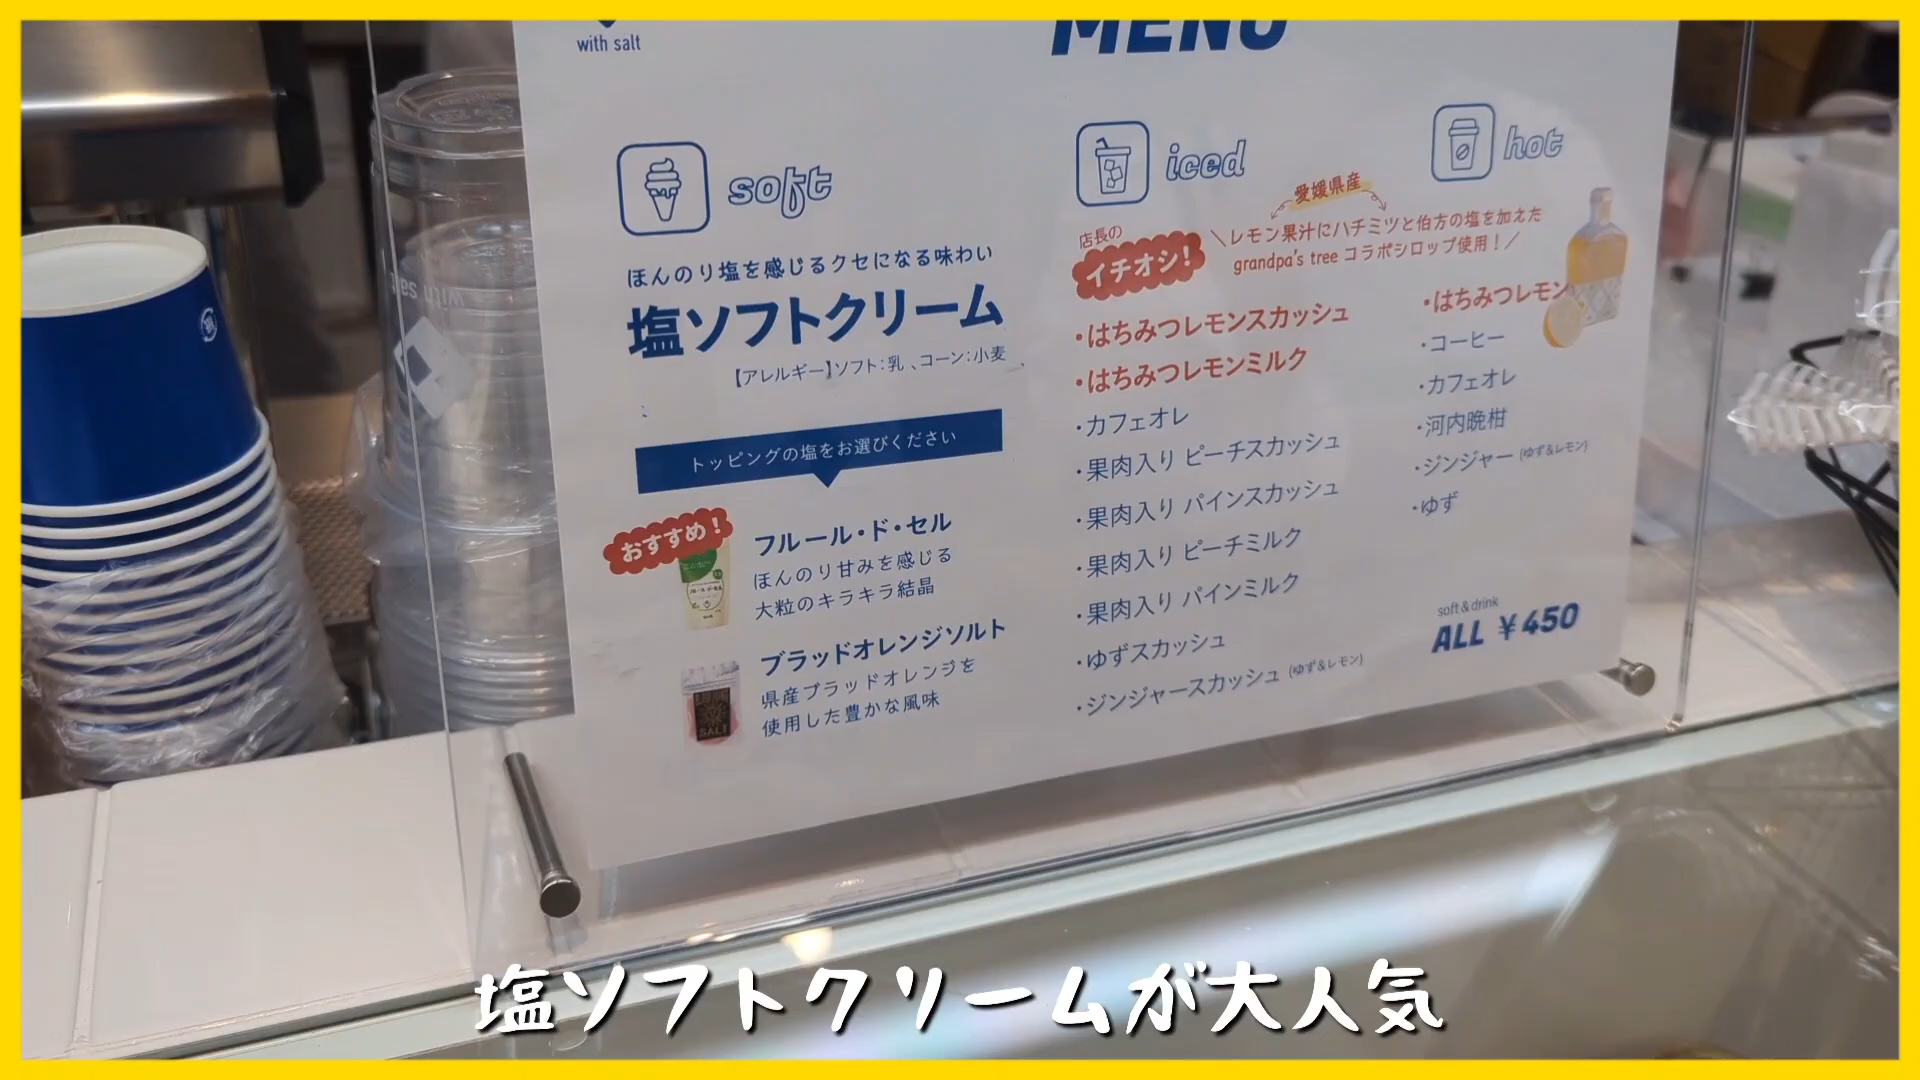 with salt
MENU
soft
ほんのり塩を感じるクセになる味わい
塩ソフトクリーム
【アレルギー】ソフト:乳、コーン:小麦
トッピングの塩をお選びください
おすすめ!
フルール・ド・セル
ほんのり甘みを感じる
大粒のキラキラ結晶
ブラッドオレンジソルト
県産ブラッドオレンジを
使用した豊かな風味
SALT
iced
愛媛県産
店長の
イチオシ!
\レモン果汁にハチミツと伯方の塩を加えた
grandpa's tree コラボシロップ使用!/
・はちみつレモンスカッシュ
・はちみつレモンミルク
・カフェオレ
・果肉入り ピーチスカッシュ
・果肉入り パインスカッシュ
・果肉入り ピーチミルク
・果肉入り パインミルク
・ゆずスカッシュ
・ジンジャースカッシュ (ゆず&レモン)
hot
・はちみつレモン
・コーヒー
・カフェオレ
・河内晩柑
・ジンジャー (ゆず&レモン)
・ゆず
soft & drink
ALL ¥450
with salt
塩ソフトクリームが大人気